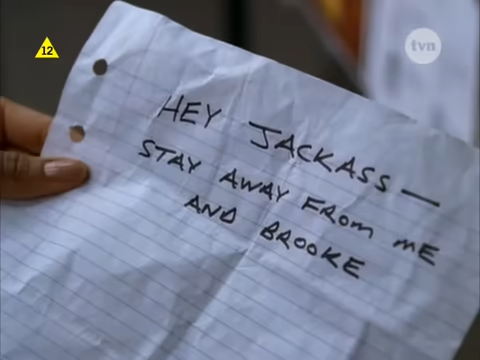 12
tvn
HEY JACKASS —
STAY AWAY FROM ME
AND BROOKE